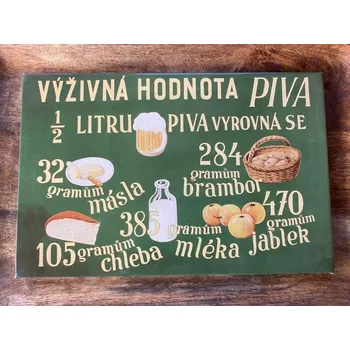 VÝŽIVNÁ HODNOTA PIVA
½ LITRU PIVA VYROVNÁ SE
32 gramům másla
284 gramům brambor
385 gramům mléka
470 gramům jablek
105 gramům chleba